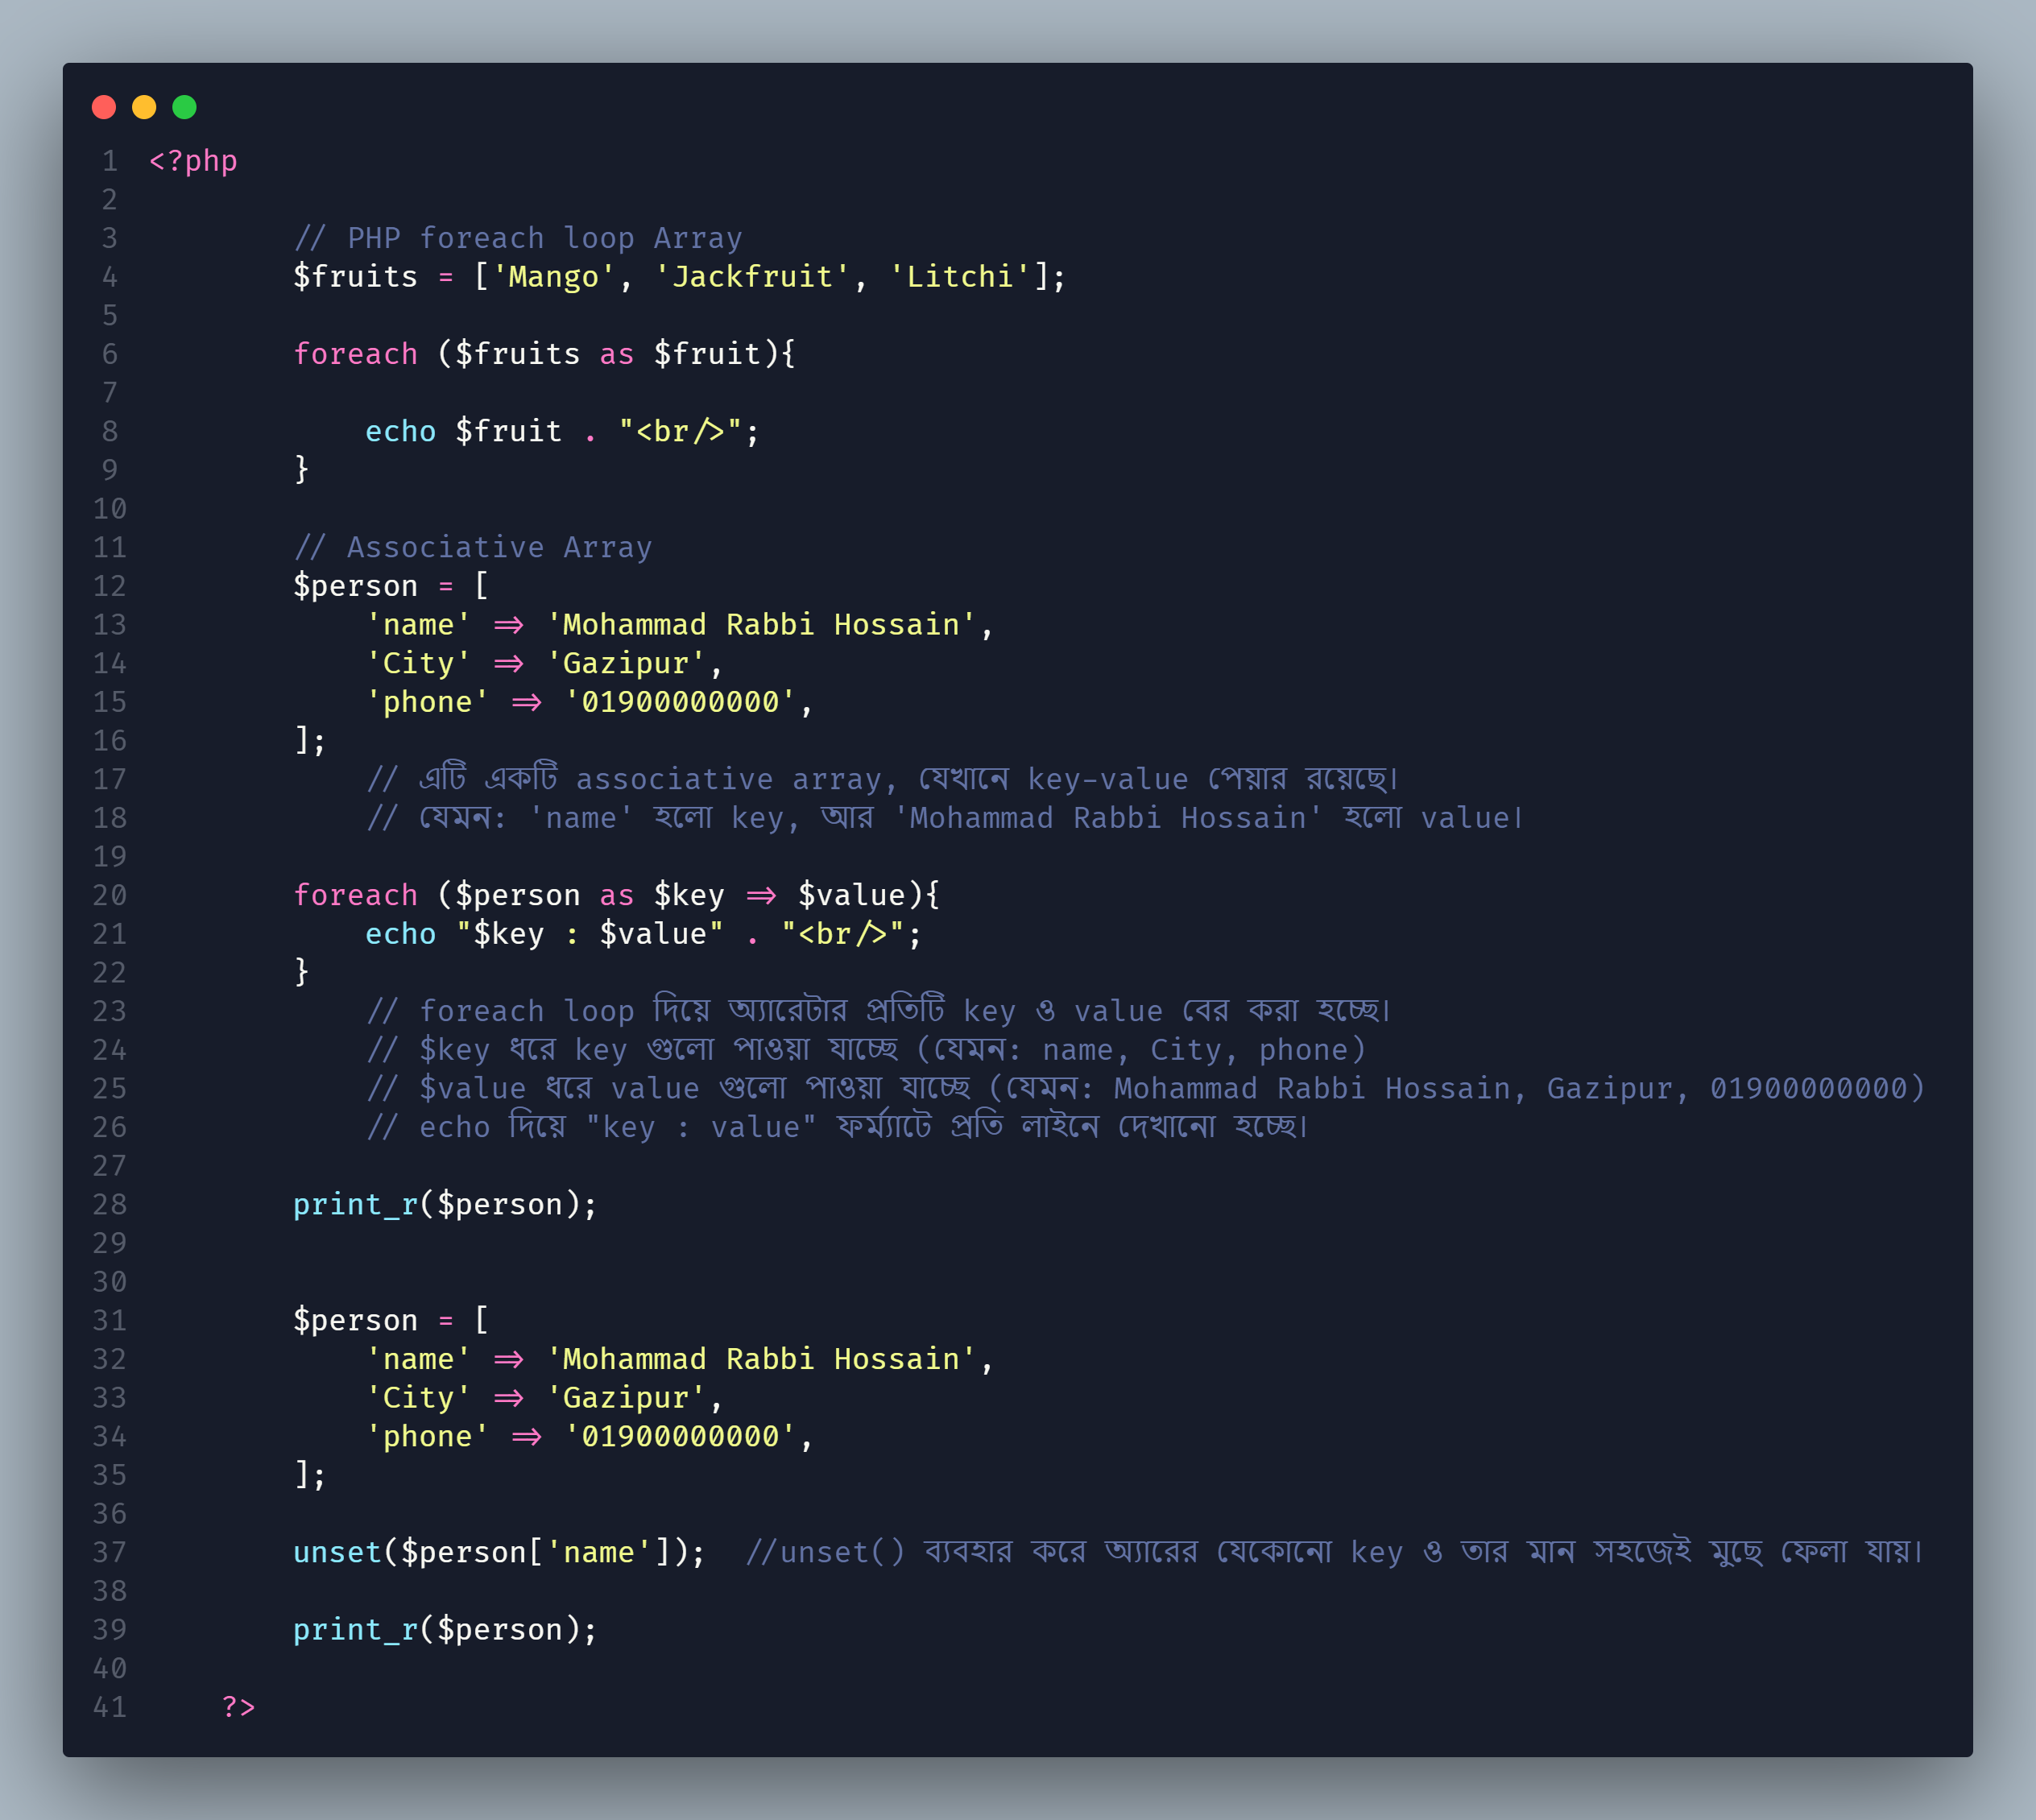 1 <?php
2
3 // PHP foreach loop Array
4 $fruits = ['Mango', 'Jackfruit', 'Litchi'];
5
6 foreach ($fruits as $fruit){
7
8 echo $fruit . "<br/>";
9 }
10
11 // Associative Array
12 $person = [
13 'name' => 'Mohammad Rabbi Hossain',
14 'City' => 'Gazipur',
15 'phone' => '01900000000',
16 ];
17 // এটি একটি associative array, যেখানে key-value পেয়ার রয়েছে।
18 // যেমন: 'name' হলো key, আর 'Mohammad Rabbi Hossain' হলো value।
19
20 foreach ($person as $key => $value){
21 echo "$key : $value" . "<br/>";
22 }
23 // foreach loop দিয়ে অ্যারেটার প্রতিটি key ও value বের করা হচ্ছে।
24 // $key ধরে key গুলো পাওয়া যাচ্ছে (যেমন: name, City, phone)
25 // $value ধরে value গুলো পাওয়া যাচ্ছে (যেমন: Mohammad Rabbi Hossain, Gazipur, 01900000000)
26 // echo দিয়ে "key : value" ফর্ম্যাটে প্রতি লাইনে দেখানো হচ্ছে।
27
28 print_r($person);
29
30
31 $person = [
32 'name' => 'Mohammad Rabbi Hossain',
33 'City' => 'Gazipur',
34 'phone' => '01900000000',
35 ];
36
37 unset($person['name']); //unset() ব্যবহার করে অ্যারের যেকোনো key ও তার মান সহজেই মুছে ফেলা যায়।
38
39 print_r($person);
40
41 ?>